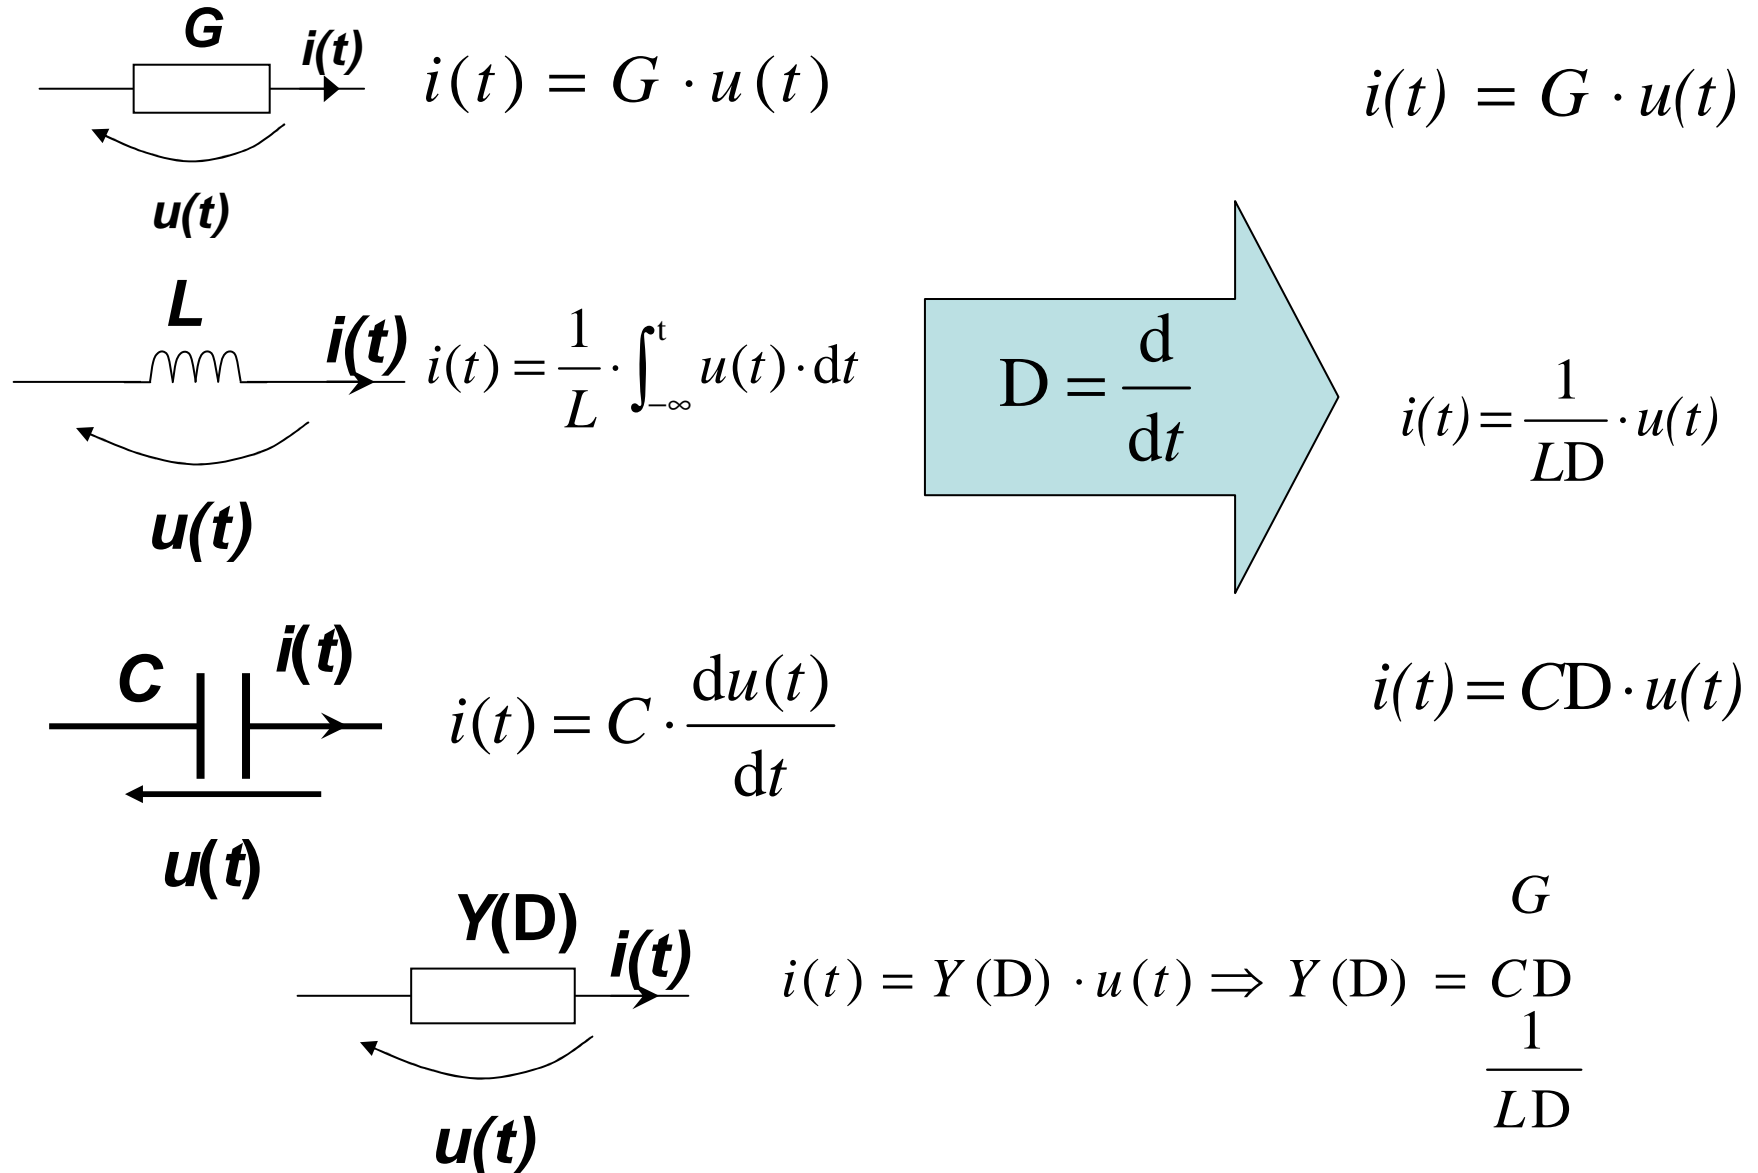 G
i(t)
i(t) = G · u(t)
i(t) = G · u(t)
u(t)
L
i(t)
i(t) = 1/L · ∫_{-∞}^{t} u(t) · dt
D = d/dt
i(t) = 1/LD · u(t)
u(t)
C
i(t)
i(t) = C · du(t)/dt
i(t) = CD · u(t)
u(t)
Y(D)
i(t)
i(t) = Y(D) · u(t) ⇒ Y(D) =
G
CD
1/LD
u(t)